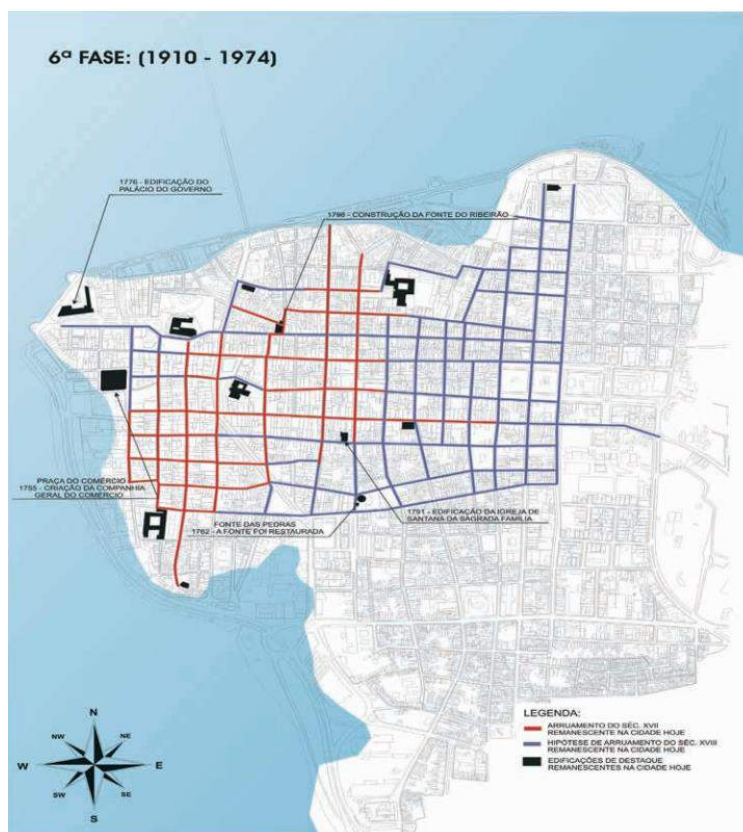 6ª FASE: (1910 - 1974)
1776 - EDIFICAÇÃO DO
PALÁCIO DO GOVERNO
1796 - CONSTRUÇÃO DA FONTE DO RIBEIRÃO
PRAÇA DO COMÉRCIO
1755 - CRIAÇÃO DA COMPANHIA
GERAL DO COMÉRCIO
FONTE DAS PEDRAS
1762 - A FONTE FOI RESTAURADA
1791 - EDIFICAÇÃO DA IGREJA DE
SANTANA DA SAGRADA FAMÍLIA
LEGENDA:
ARRUAMENTO DO SÉC. XVII
REMANESCENTE NA CIDADE HOJE
HIPÓTESE DE ARRUAMENTO DO SÉC. XVIII
REMANESCENTE NA CIDADE HOJE
EDIFICAÇÕES DE DESTAQUE
REMANESCENTES NA CIDADE HOJE
N
NW
NE
W
E
SW
SE
S